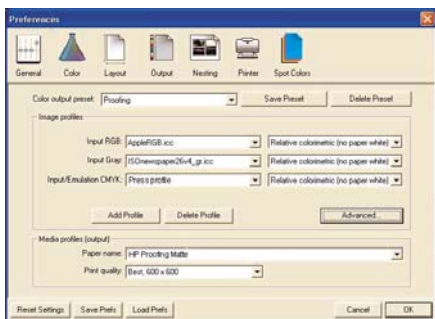 Preferences
General Color Layout Output Nesting Printer Spot Colors
Color output preset: Proofing Save Preset Delete Preset
Image profiles
Input RGB: AppleRGB.icc Relative colorimetric (no paper white)
Input Gray: ISOnewspaper26v4_gr.icc Relative colorimetric (no paper white)
Input/Emulation CMYK: Press profile Relative colorimetric (no paper white)
Add Profile Delete Profile Advanced...
Media profiles (output)
Paper name: HP Proofing Matte
Print quality: Best, 600 x 600
Reset Settings Save Prefs Load Prefs Cancel OK